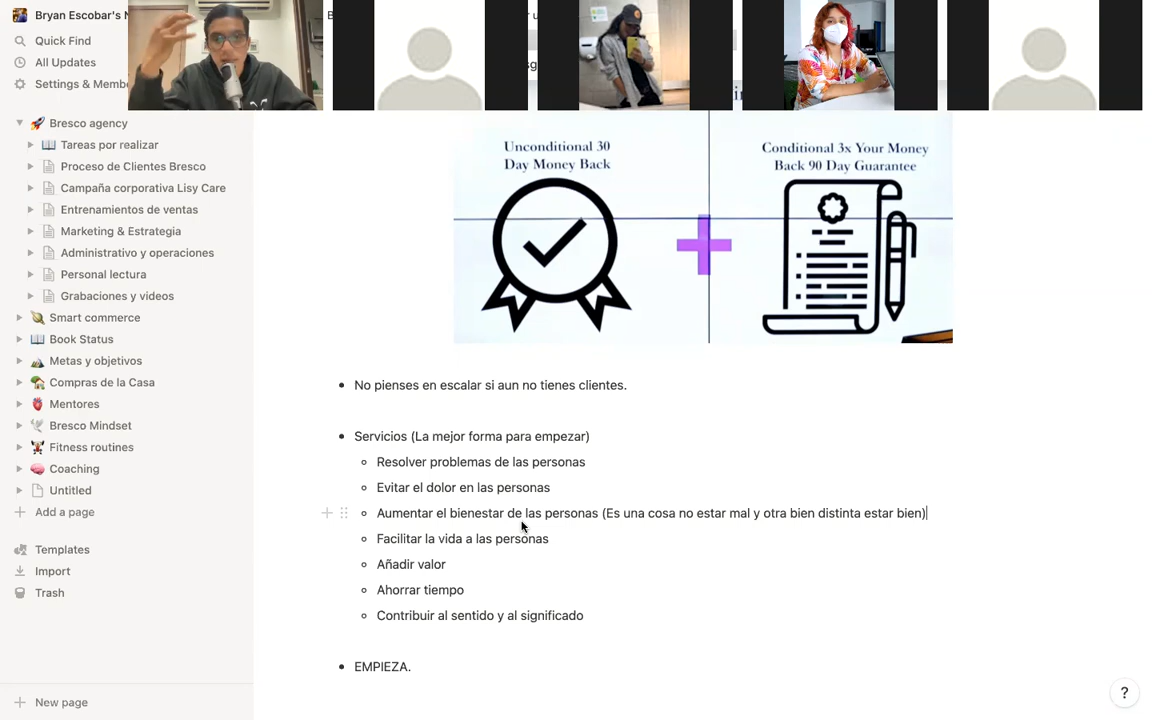 Bryan Escobar's
Quick Find
All Updates
Settings & Membe
Bresco agency
Tareas por realizar
Proceso de Clientes Bresco
Campaña corporativa Lisy Care
Entrenamientos de ventas
Marketing & Estrategia
Administrativo y operaciones
Personal lectura
Grabaciones y videos
Smart commerce
Book Status
Metas y objetivos
Compras de la Casa
Mentores
Bresco Mindset
Fitness routines
Coaching
Untitled
Add a page
Templates
Import
Trash
New page
Unconditional 30
Day Money Back
Conditional 3x Your Money
Back 90 Day Guarantee
No pienses en escalar si aun no tienes clientes.
Servicios (La mejor forma para empezar)
Resolver problemas de las personas
Evitar el dolor en las personas
Aumentar el bienestar de las personas (Es una cosa no estar mal y otra bien distinta estar bien)
Facilitar la vida a las personas
Añadir valor
Ahorrar tiempo
Contribuir al sentido y al significado
EMPIEZA.
?